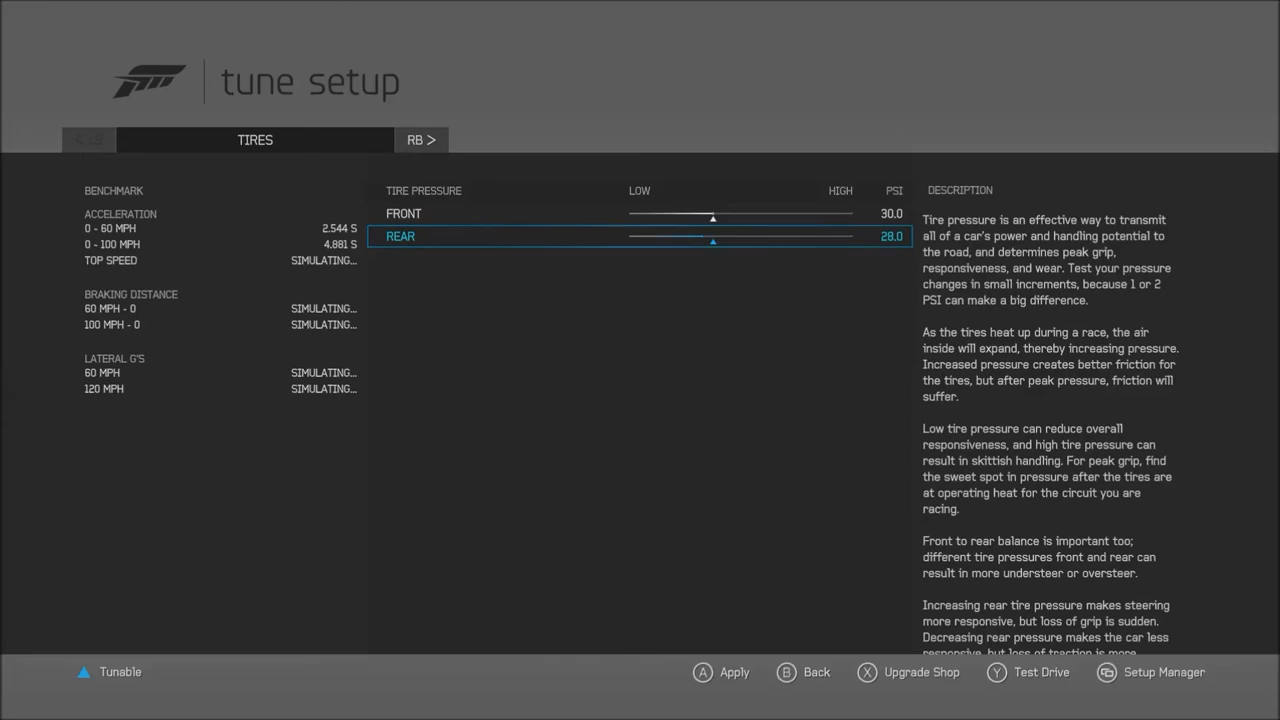 tune setup
TIRES
RB >
BENCHMARK
ACCELERATION
0 - 60 MPH 2.544 S
0 - 100 MPH 4.881 S
TOP SPEED SIMULATING...
BRAKING DISTANCE
60 MPH - 0 SIMULATING...
100 MPH - 0 SIMULATING...
LATERAL G'S
60 MPH SIMULATING...
120 MPH SIMULATING...
TIRE PRESSURE LOW HIGH PSI
FRONT 30.0
REAR 28.0
DESCRIPTION
Tire pressure is an effective way to transmit
all of a car's power and handling potential to
the road, and determines peak grip,
responsiveness, and wear. Test your pressure
changes in small increments, because 1 or 2
PSI can make a big difference.
As the tires heat up during a race, the air
inside will expand, thereby increasing pressure.
Increased pressure creates better friction for
the tires, but after peak pressure, friction will
suffer.
Low tire pressure can reduce overall
responsiveness, and high tire pressure can
result in skittish handling. For peak grip, find
the sweet spot in pressure after the tires are
at operating heat for the circuit you are
racing.
Front to rear balance is important too;
different tire pressures front and rear can
result in more understeer or oversteer.
Increasing rear tire pressure makes steering
more responsive, but loss of grip is sudden.
Decreasing rear pressure makes the car less
responsive, but loss of traction is more
Tunable
A Apply
B Back
X Upgrade Shop
Y Test Drive
Setup Manager